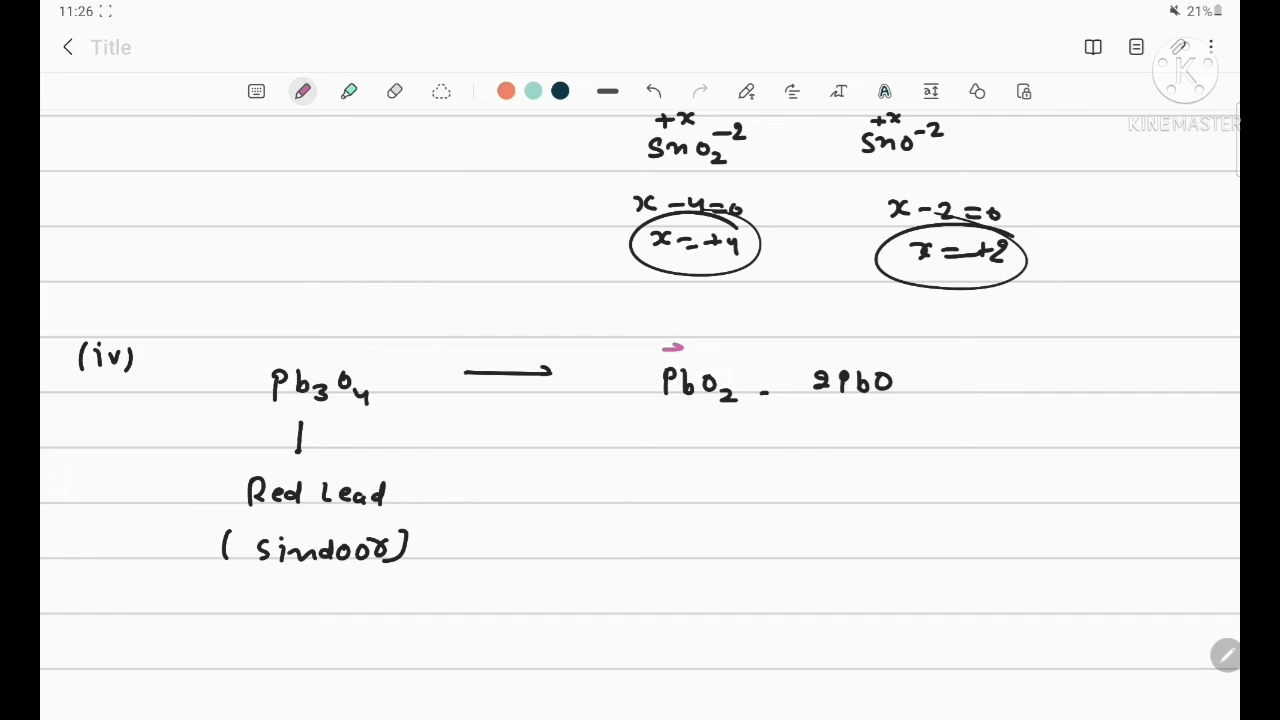 11:26
21%
Title
K
KINEMASTER
+x +x
SnO₂⁻² SnO⁻²
x - 4 = 0 x - 2 = 0
x = +4 x = +2
(iv) Pb₃O₄ → PbO₂ . 2PbO
Red Lead
( Sindoor)